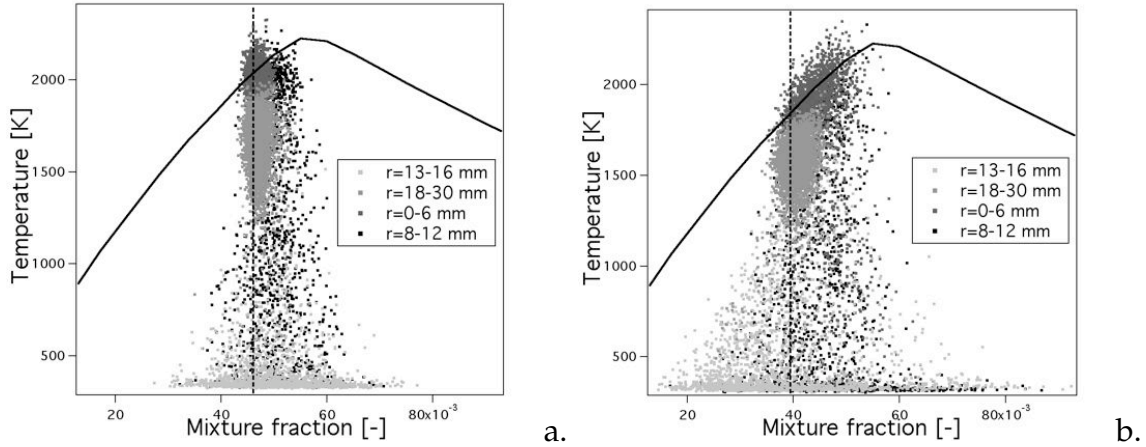 2000
1500
1000
500
Temperature [K]
r=13-16 mm
r=18-30 mm
r=0-6 mm
r=8-12 mm
20
40
60
80x10⁻³
Mixture fraction [-]
a.
2000
1500
1000
500
Temperature [K]
r=13-16 mm
r=18-30 mm
r=0-6 mm
r=8-12 mm
20
40
60
80x10⁻³
Mixture fraction [-]
b.